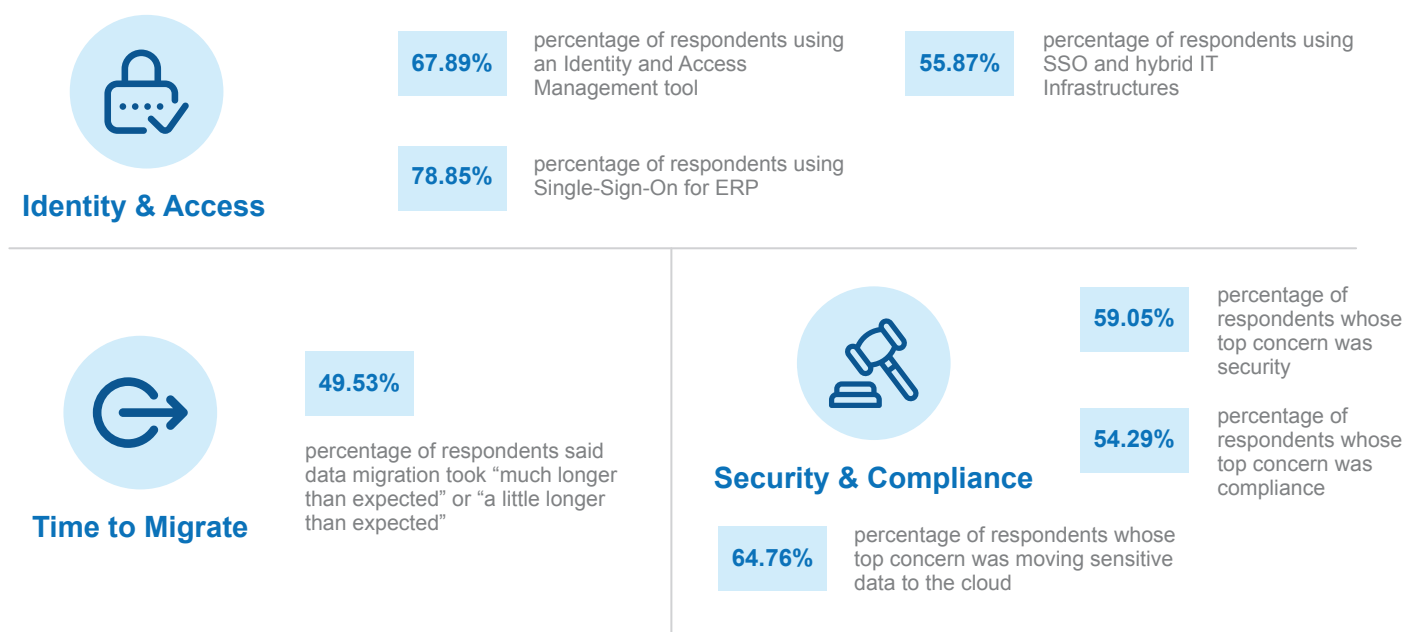 67.89%
percentage of respondents using
an Identity and Access
Management tool
55.87%
percentage of respondents using
SSO and hybrid IT
Infrastructures
78.85%
percentage of respondents using
Single-Sign-On for ERP
Identity & Access
49.53%
percentage of respondents said
data migration took “much longer
than expected” or “a little longer
than expected”
Time to Migrate
59.05%
percentage of
respondents whose
top concern was
security
54.29%
percentage of
respondents whose
top concern was
compliance
Security & Compliance
64.76%
percentage of respondents whose
top concern was moving sensitive
data to the cloud